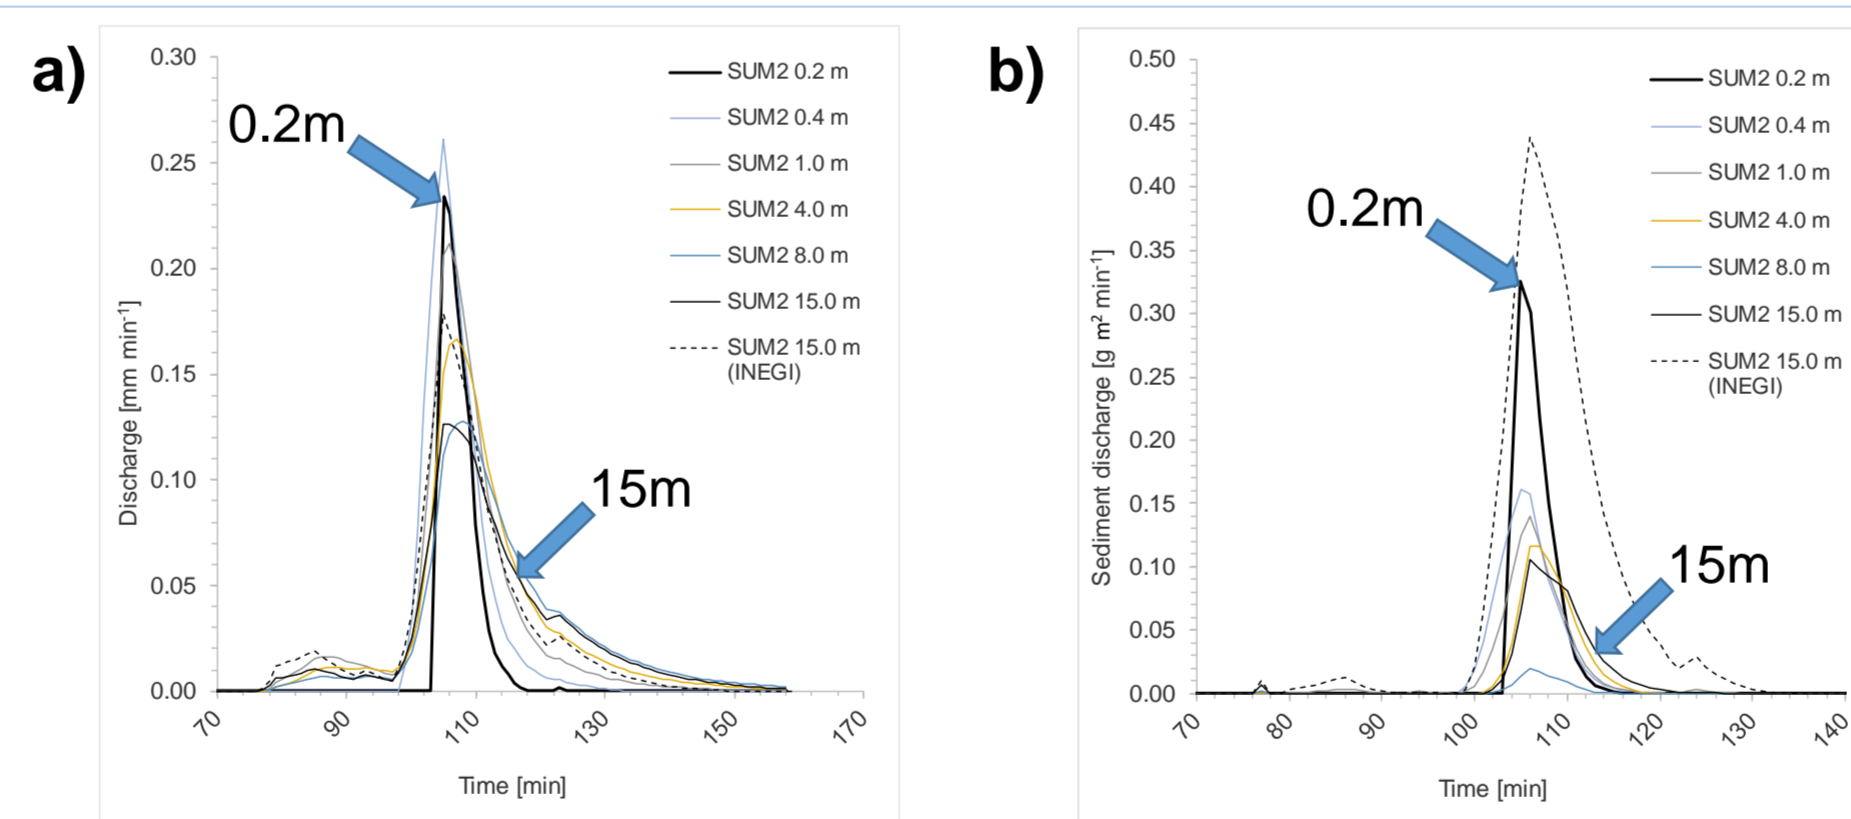 a)
0.30
0.25
0.20
0.15
0.10
0.05
0.00
Discharge [mm min⁻¹]
70
90
110
130
150
170
Time [min]
0.2m
15m
SUM2 0.2 m
SUM2 0.4 m
SUM2 1.0 m
SUM2 4.0 m
SUM2 8.0 m
SUM2 15.0 m
SUM2 15.0 m
(INEGI)
b)
0.50
0.45
0.40
0.35
0.30
0.25
0.20
0.15
0.10
0.05
0.00
Sediment discharge [g m² min⁻¹]
70
80
90
100
110
120
130
140
Time [min]
0.2m
15m
SUM2 0.2 m
SUM2 0.4 m
SUM2 1.0 m
SUM2 4.0 m
SUM2 8.0 m
SUM2 15.0 m
SUM2 15.0 m
(INEGI)